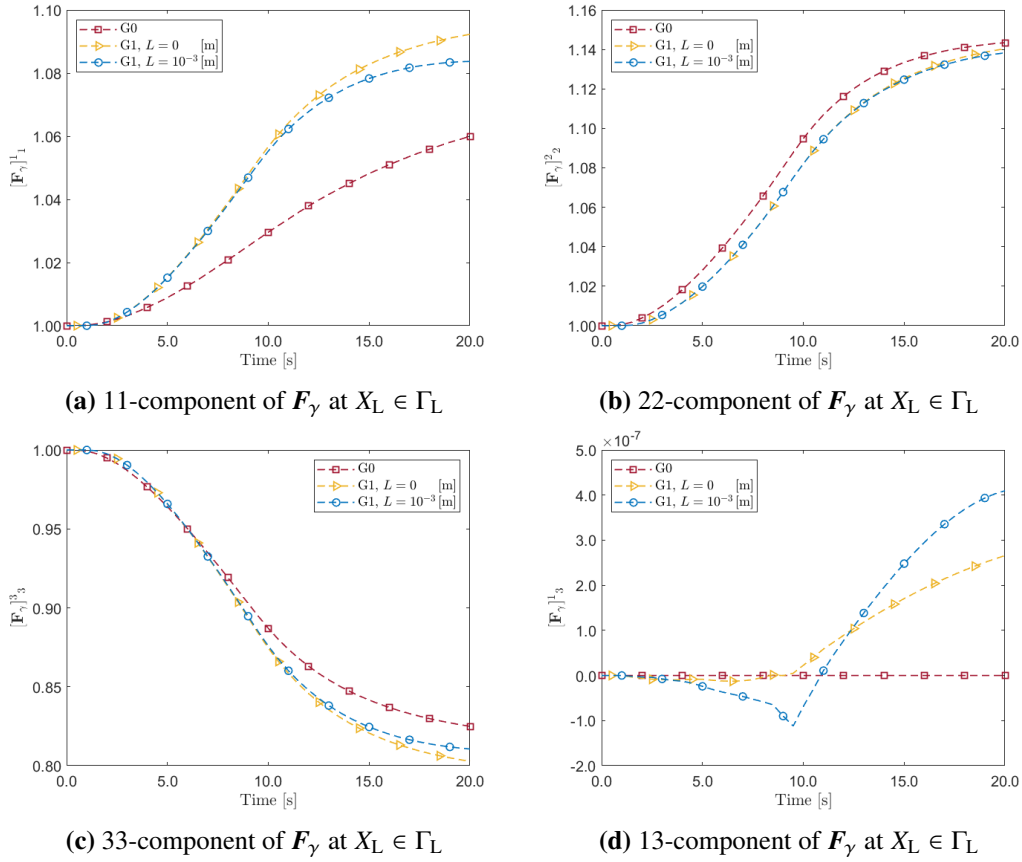 G0
G1, L = 0 [m]
G1, L = 10⁻³ [m]
1.10
1.08
1.06
1.04
1.02
1.00
[F_γ]¹₁
0.0 5.0 10.0 15.0 20.0
Time [s]
(a) 11-component of F_γ at X_L ∈ Γ_L
G0
G1, L = 0 [m]
G1, L = 10⁻³ [m]
1.14
1.12
1.10
1.08
1.06
1.04
1.02
1.00
[F_γ]²₂
0.0 5.0 10.0 15.0 20.0
Time [s]
(b) 22-component of F_γ at X_L ∈ Γ_L
G0
G1, L = 0 [m]
G1, L = 10⁻³ [m]
1.00
0.95
0.90
0.85
0.80
[F_γ]³₃
0.0 5.0 10.0 15.0 20.0
Time [s]
(c) 33-component of F_γ at X_L ∈ Γ_L
×10⁻⁷
G0
G1, L = 0 [m]
G1, L = 10⁻³ [m]
5.0
4.0
3.0
2.0
1.0
0.0
-1.0
-2.0
[F_γ]¹₃
0.0 5.0 10.0 15.0 20.0
Time [s]
(d) 13-component of F_γ at X_L ∈ Γ_L